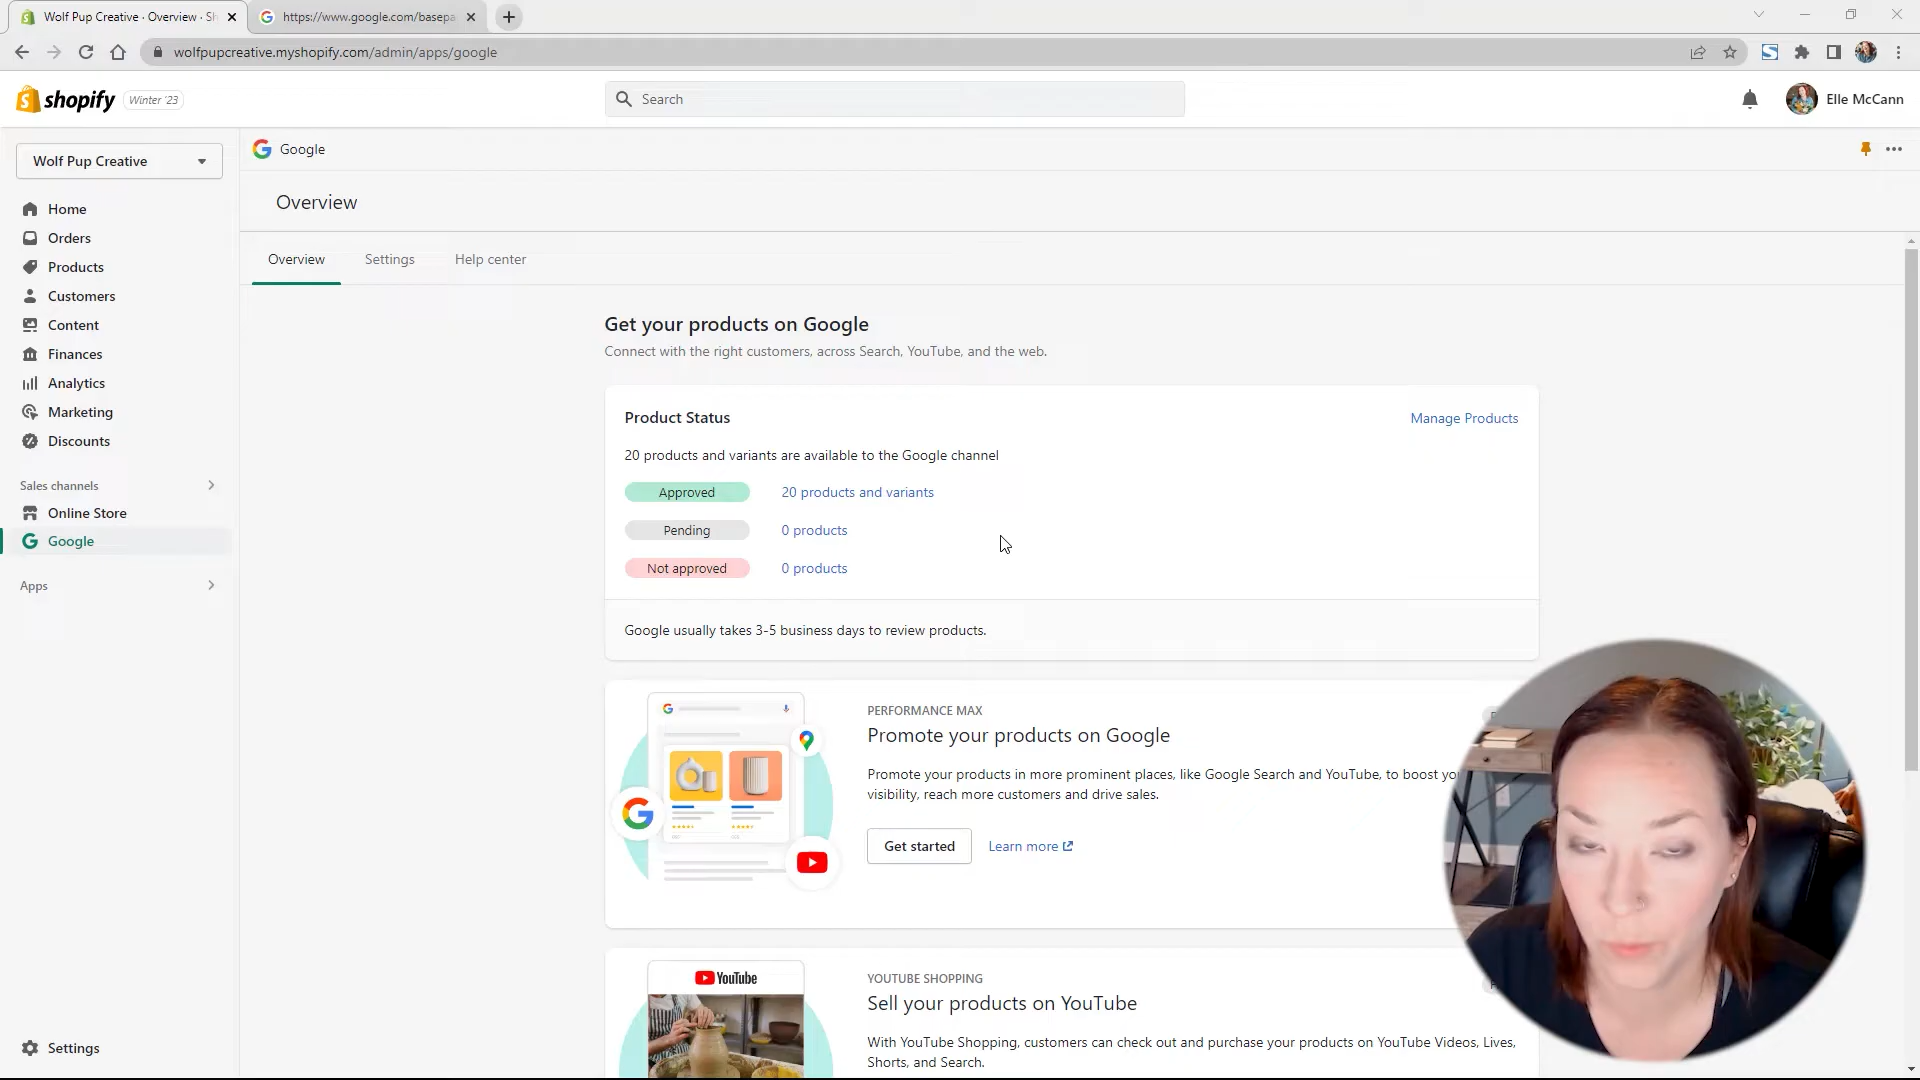 Wolf Pup Creative · Overview · Sh
https://www.google.com/basepa
wolfpupcreative.myshopify.com/admin/apps/google
shopify
Winter '23
Search
Elle McCann
Wolf Pup Creative
Google
Overview
Home
Orders
Products
Customers
Content
Finances
Analytics
Marketing
Discounts
Sales channels
Online Store
Google
Apps
Settings
Overview
Settings
Help center
Get your products on Google
Connect with the right customers, across Search, YouTube, and the web.
Product Status
Manage Products
20 products and variants are available to the Google channel
Approved
20 products and variants
Pending
0 products
Not approved
0 products
Google usually takes 3-5 business days to review products.
PERFORMANCE MAX
Promote your products on Google
Promote your products in more prominent places, like Google Search and YouTube, to boost yo
visibility, reach more customers and drive sales.
Get started
Learn more
YouTube
YOUTUBE SHOPPING
Sell your products on YouTube
With YouTube Shopping, customers can check out and purchase your products on YouTube Videos, Lives,
Shorts, and Search.